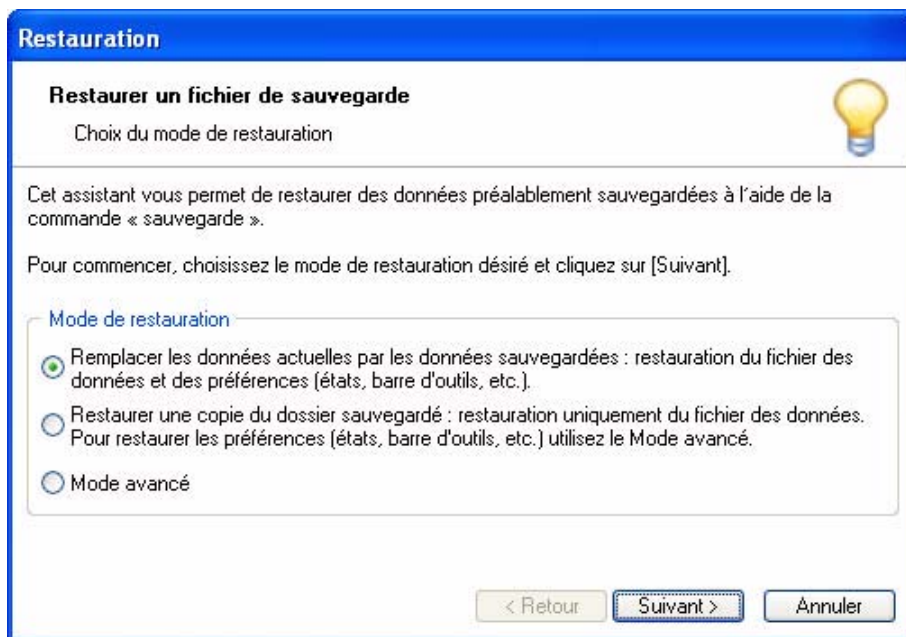 Restauration
Restaurer un fichier de sauvegarde
Choix du mode de restauration
Cet assistant vous permet de restaurer des données préalablement sauvegardées à l'aide de la
commande « sauvegarde ».
Pour commencer, choisissez le mode de restauration désiré et cliquez sur [Suivant].
Mode de restauration
Remplacer les données actuelles par les données sauvegardées : restauration du fichier des
données et des préférences (états, barre d'outils, etc.).
Restaurer une copie du dossier sauvegardé : restauration uniquement du fichier des données.
Pour restaurer les préférences (états, barre d'outils, etc.) utilisez le Mode avancé.
Mode avancé
< Retour
Suivant >
Annuler